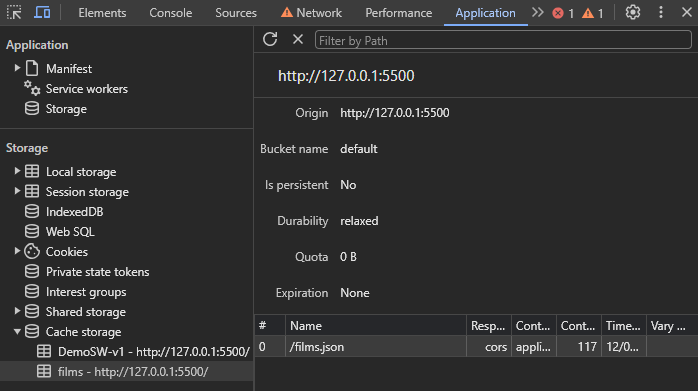 Elements Console Sources Network Performance Application 1 1
Filter by Path
Application
Manifest
Service workers
Storage
Storage
Local storage
Session storage
IndexedDB
Web SQL
Cookies
Private state tokens
Interest groups
Shared storage
Cache storage
DemoSW-v1 - http://127.0.0.1:5500/
films - http://127.0.0.1:5500/
http://127.0.0.1:5500
Origin http://127.0.0.1:5500
Bucket name default
Is persistent No
Durability relaxed
Quota 0 B
Expiration None
# Name Resp... Cont... Cont... Time... Vary ...
0 /films.json cors appli... 117 12/0...